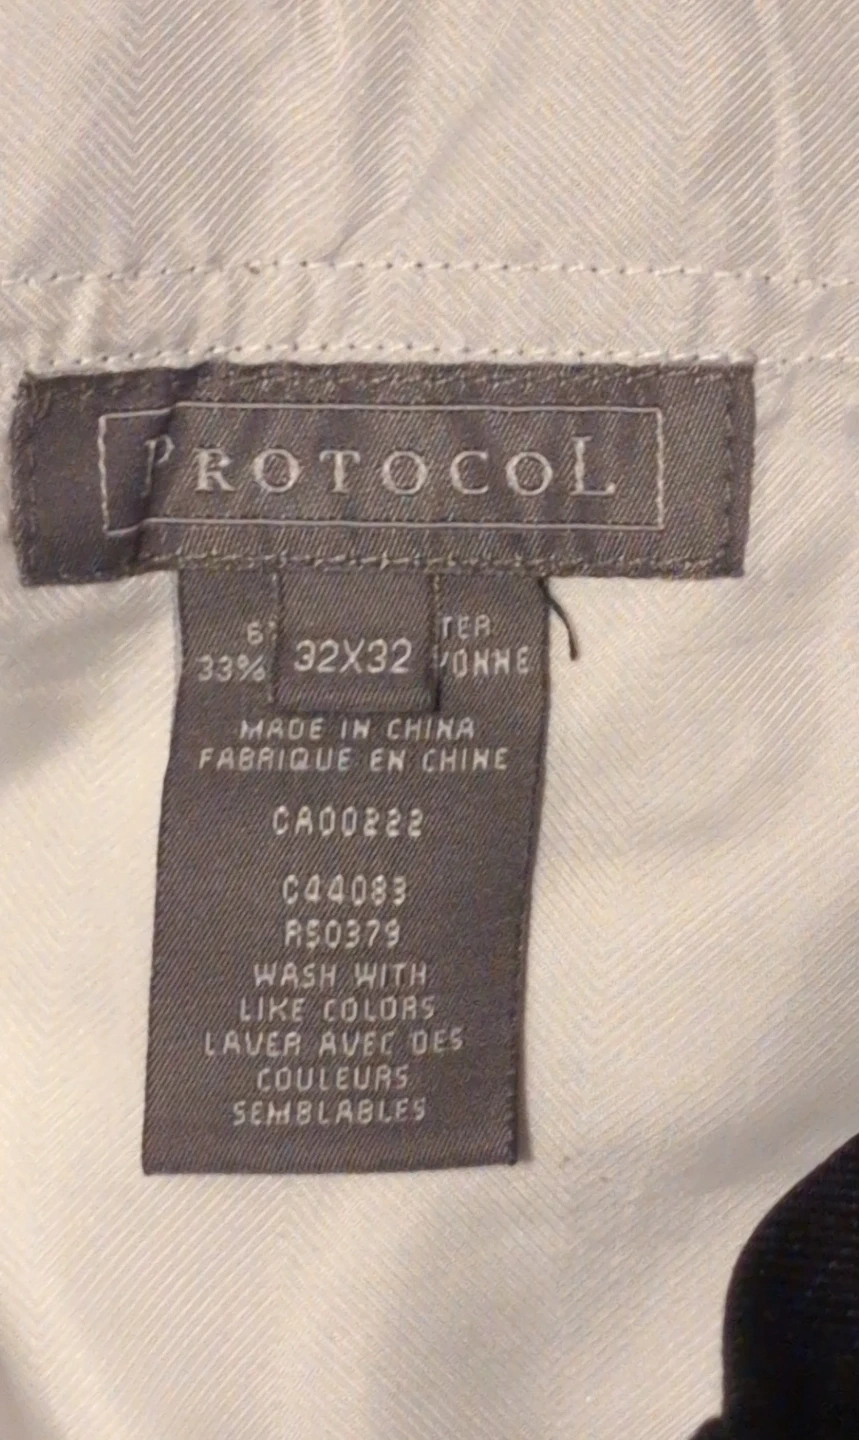 PROTOCOL
32X32
33%
MADE IN CHINA
FABRIQUE EN CHINE
CA00222
C44083
R50379
WASH WITH
LIKE COLORS
LAVER AVEC DES
COULEURS
SEMBLABLES